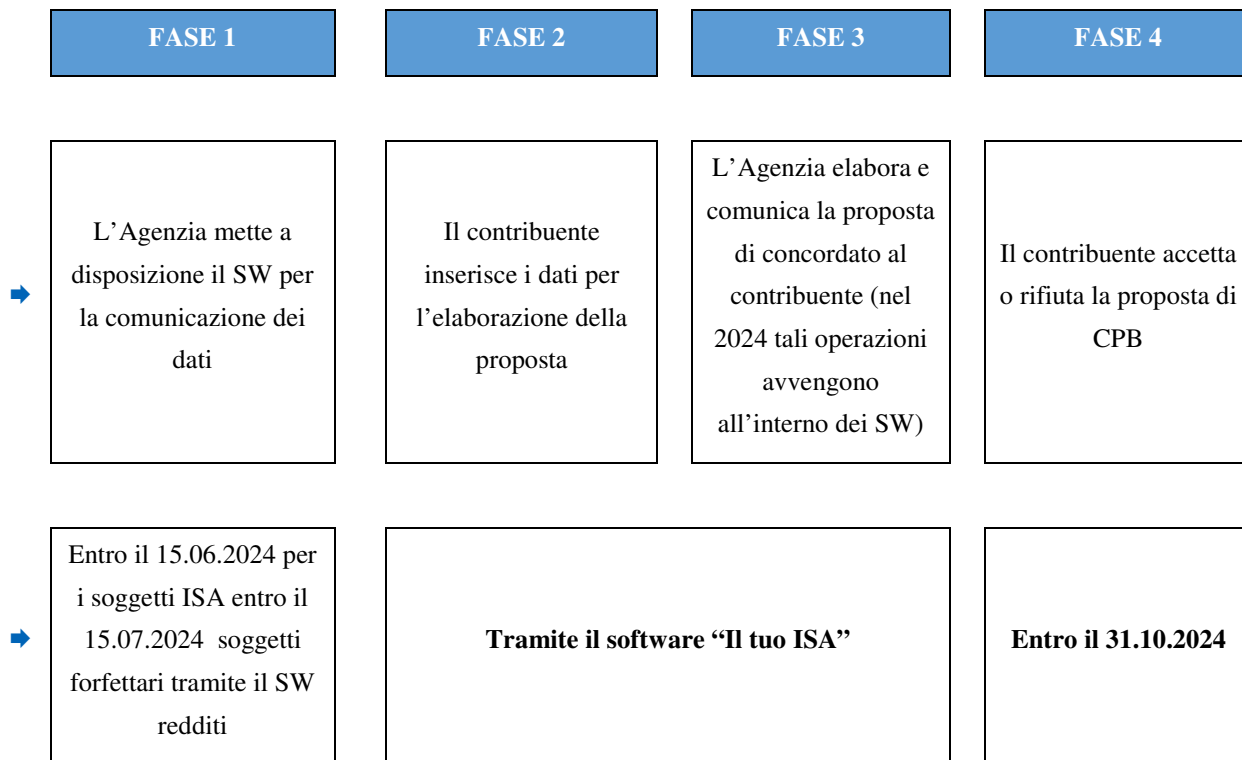 FASE 1
FASE 2
FASE 3
FASE 4
L’Agenzia mette a
disposizione il SW per
la comunicazione dei
dati
Il contribuente
inserisce i dati per
l’elaborazione della
proposta
L’Agenzia elabora e
comunica la proposta
di concordato al
contribuente (nel
2024 tali operazioni
avvengono
all’interno dei SW)
Il contribuente accetta
o rifiuta la proposta di
CPB
Entro il 15.06.2024 per
i soggetti ISA entro il
15.07.2024 soggetti
forfettari tramite il SW
redditi
Tramite il software “Il tuo ISA”
Entro il 31.10.2024